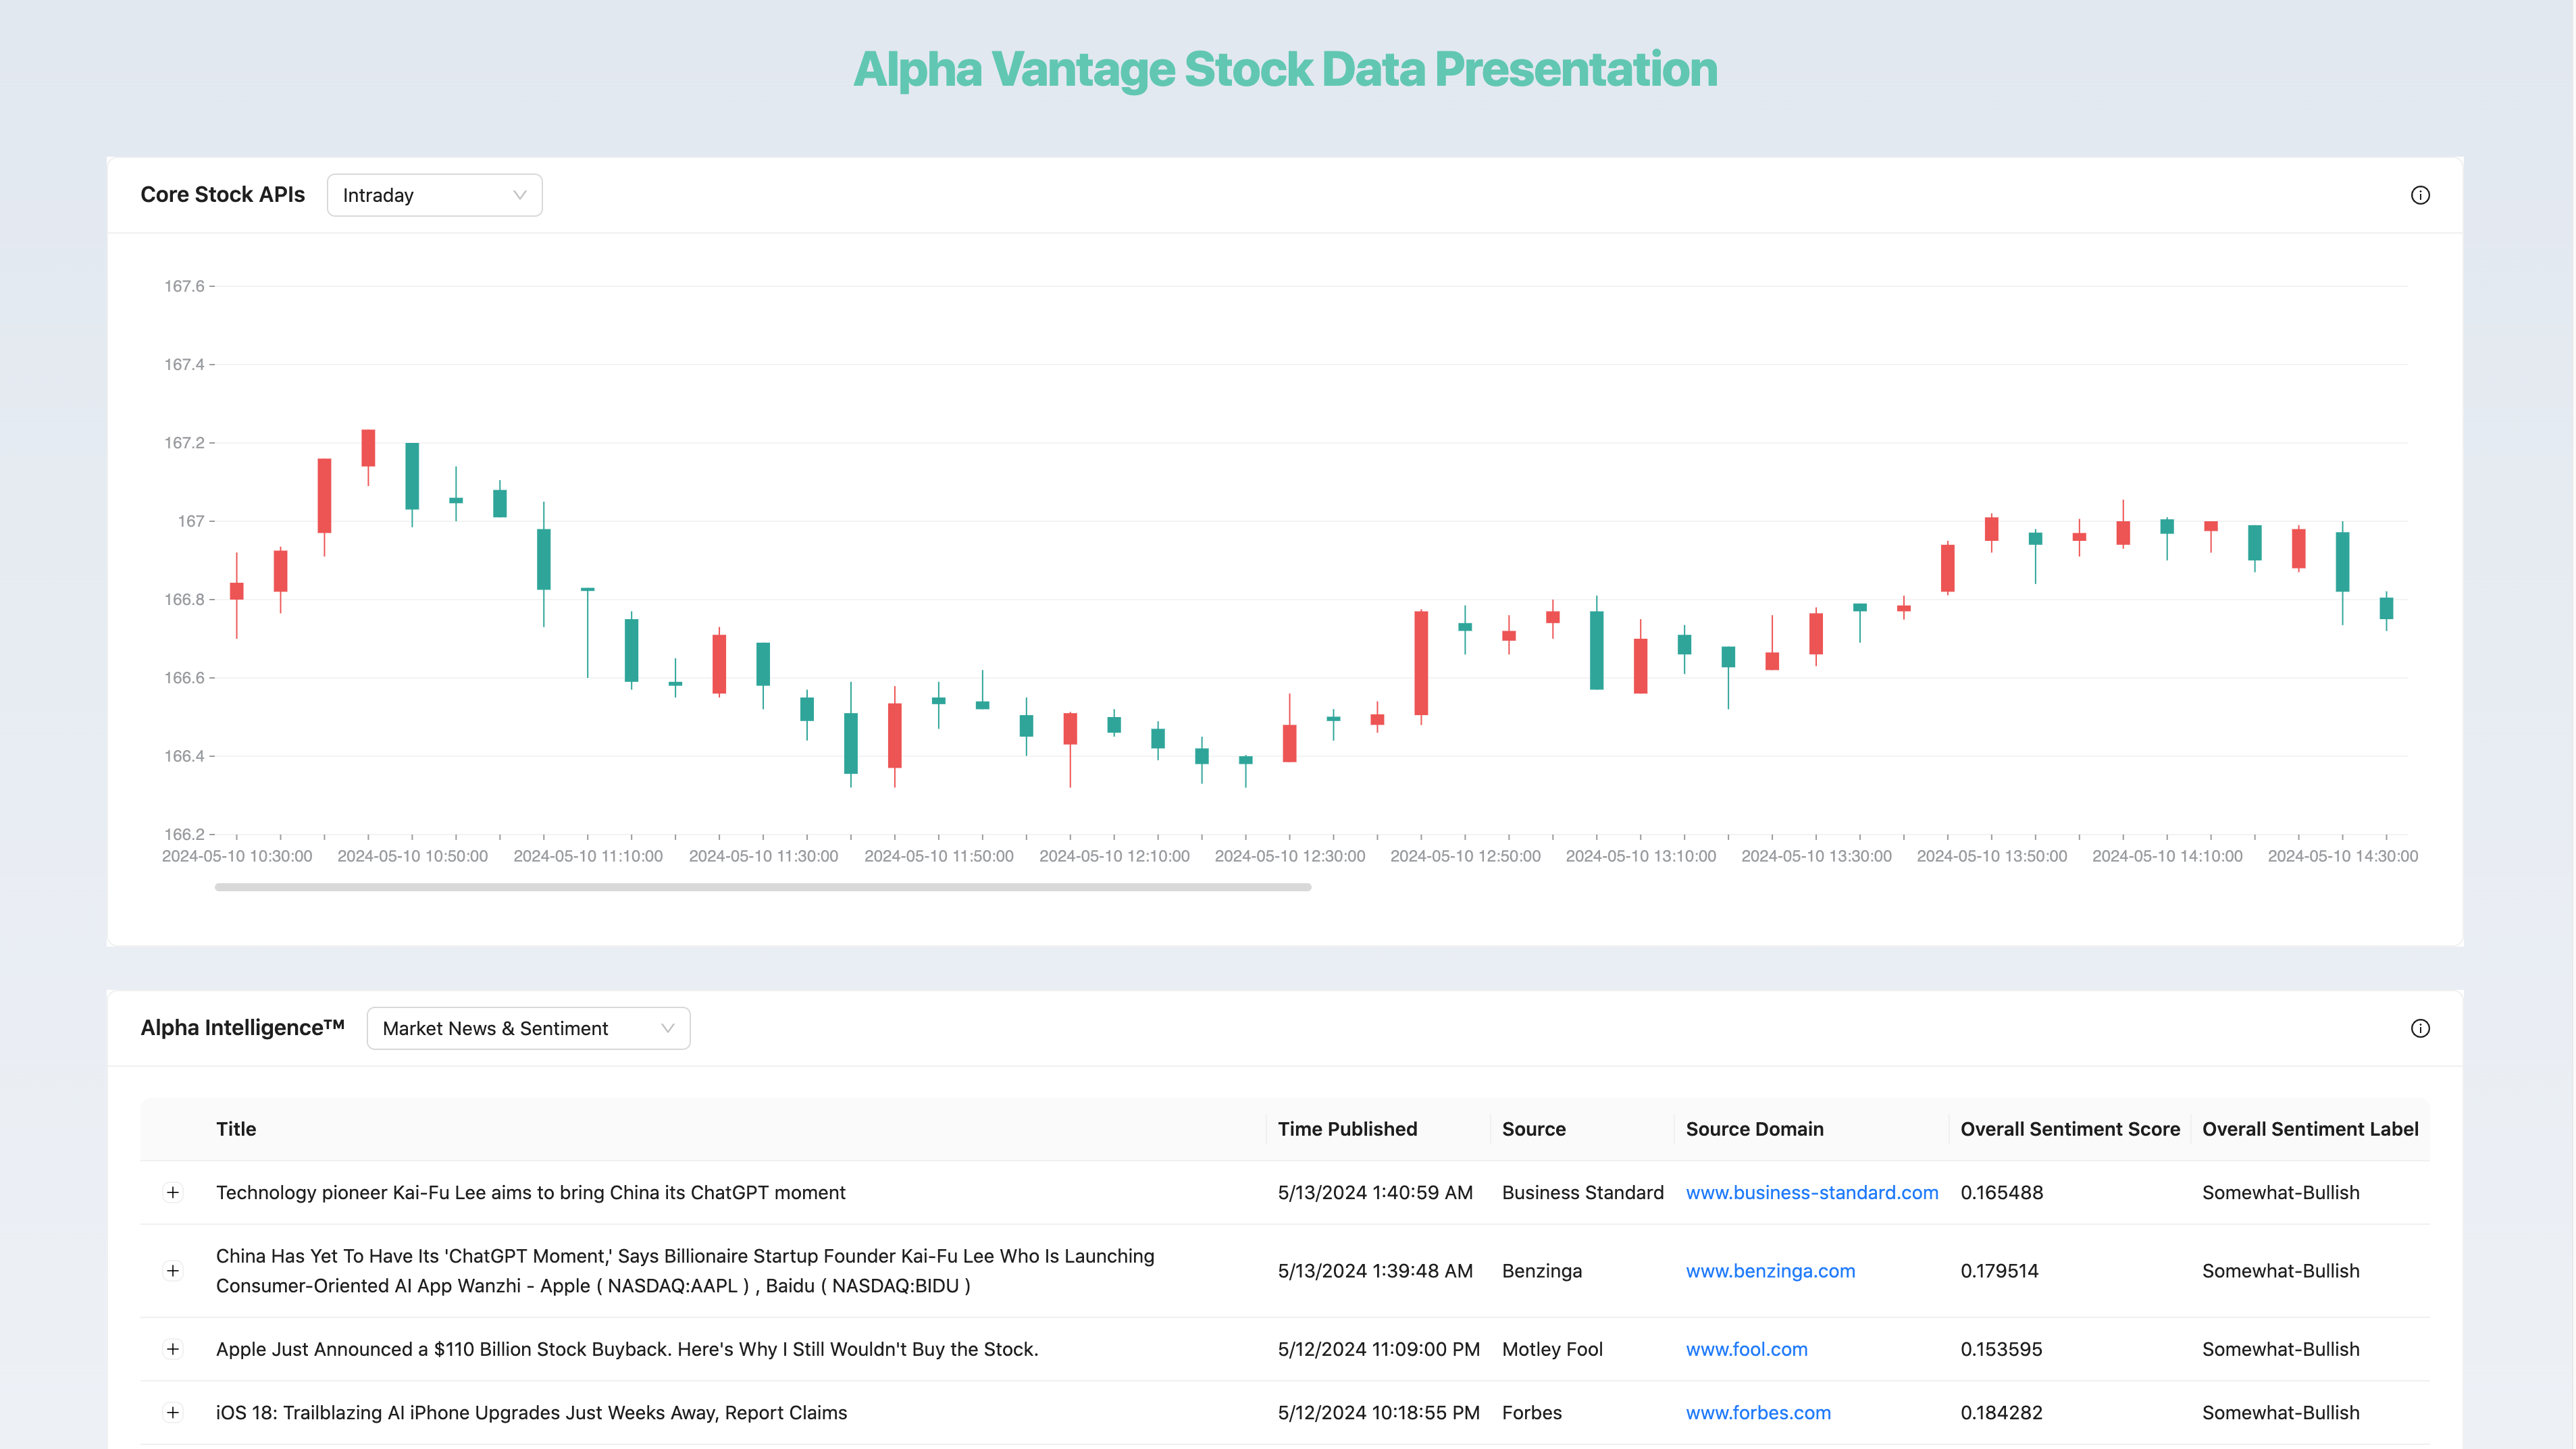 Alpha Vantage Stock Data Presentation
Core Stock APIs Intraday
167.6
167.4
167.2
167
166.8
166.6
166.4
166.2
2024-05-10 10:30:00 2024-05-10 10:50:00 2024-05-10 11:10:00 2024-05-10 11:30:00 2024-05-10 11:50:00 2024-05-10 12:10:00 2024-05-10 12:30:00 2024-05-10 12:50:00 2024-05-10 13:10:00 2024-05-10 13:30:00 2024-05-10 13:50:00 2024-05-10 14:10:00 2024-05-10 14:30:00
Alpha Intelligence™ Market News & Sentiment
Title Time Published Source Source Domain Overall Sentiment Score Overall Sentiment Label
Technology pioneer Kai-Fu Lee aims to bring China its ChatGPT moment 5/13/2024 1:40:59 AM Business Standard www.business-standard.com 0.165488 Somewhat-Bullish
China Has Yet To Have Its 'ChatGPT Moment,' Says Billionaire Startup Founder Kai-Fu Lee Who Is Launching
Consumer-Oriented AI App Wanzhi - Apple ( NASDAQ:AAPL ) , Baidu ( NASDAQ:BIDU ) 5/13/2024 1:39:48 AM Benzinga www.benzinga.com 0.179514 Somewhat-Bullish
Apple Just Announced a $110 Billion Stock Buyback. Here's Why I Still Wouldn't Buy the Stock. 5/12/2024 11:09:00 PM Motley Fool www.fool.com 0.153595 Somewhat-Bullish
iOS 18: Trailblazing AI iPhone Upgrades Just Weeks Away, Report Claims 5/12/2024 10:18:55 PM Forbes www.forbes.com 0.184282 Somewhat-Bullish